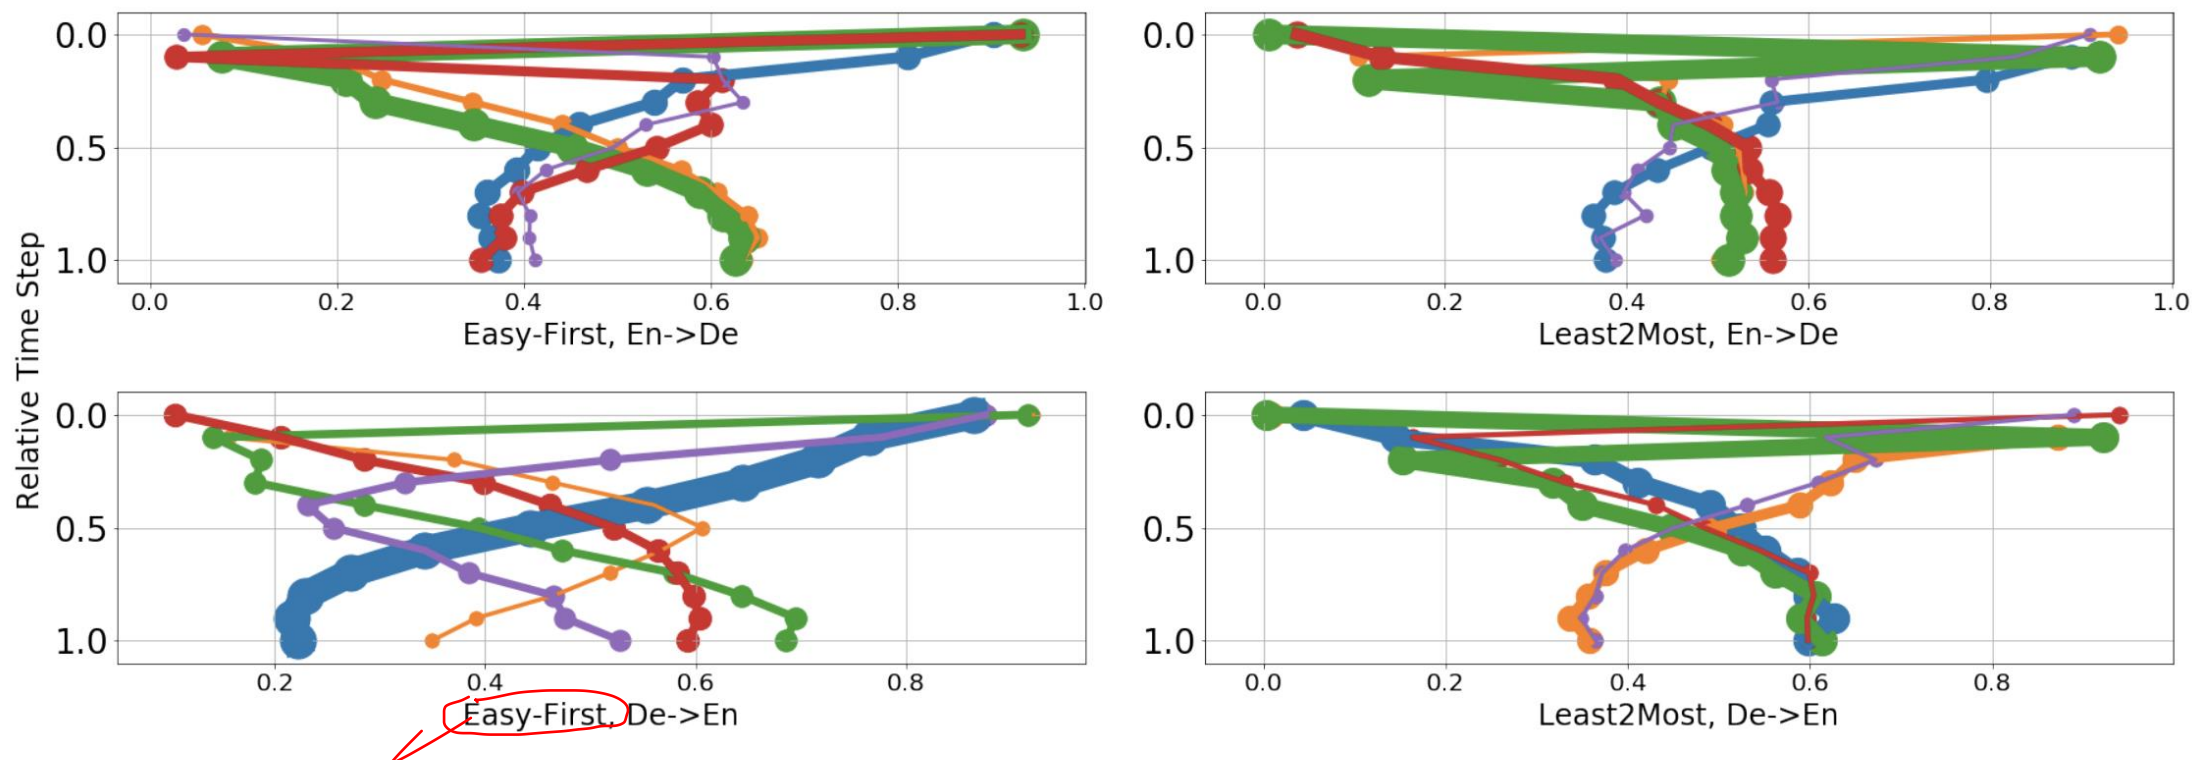 Relative Time Step
0.0
0.5
1.0
0.0 0.2 0.4 0.6 0.8 1.0
Easy-First, En->De
0.0
0.5
1.0
0.0 0.2 0.4 0.6 0.8 1.0
Least2Most, En->De
0.0
0.5
1.0
0.2 0.4 0.6 0.8
Easy-First, De->En
0.0
0.5
1.0
0.0 0.2 0.4 0.6 0.8
Least2Most, De->En